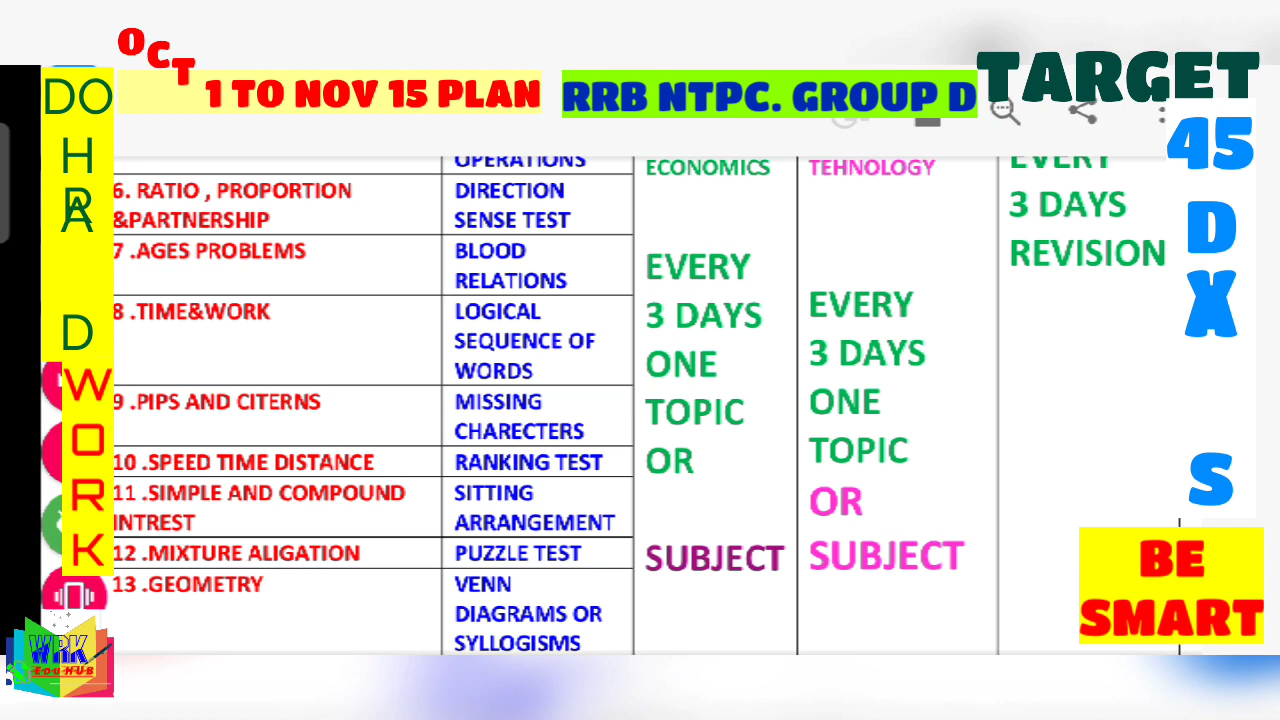 OCT
1 TO NOV 15 PLAN
RRB NTPC. GROUP D
TARGET
45
D
X
S
DO
H
A
R
D
W
O
R
K
OPERATIONS
ECONOMICS
TEHNOLOGY
EVERY
3 DAYS
REVISION
6. RATIO , PROPORTION
&PARTNERSHIP
DIRECTION
SENSE TEST
7 .AGES PROBLEMS
BLOOD
RELATIONS
8 .TIME&WORK
LOGICAL
SEQUENCE OF
WORDS
9 .PIPS AND CITERNS
MISSING
CHARECTERS
10 .SPEED TIME DISTANCE
RANKING TEST
11 .SIMPLE AND COMPOUND
INTREST
SITTING
ARRANGEMENT
12 .MIXTURE ALIGATION
PUZZLE TEST
13 .GEOMETRY
VENN
DIAGRAMS OR
SYLLOGISMS
EVERY
3 DAYS
ONE
TOPIC
OR
SUBJECT
EVERY
3 DAYS
ONE
TOPIC
OR
SUBJECT
BE
SMART
WRK
EDU HUB